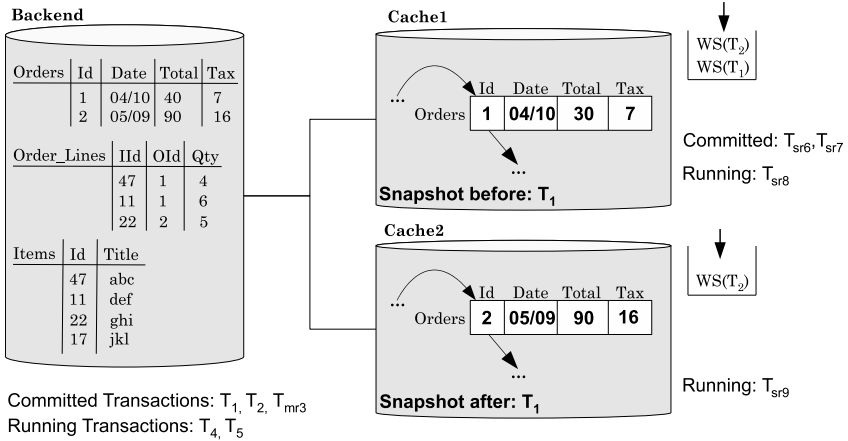 Backend
Orders Id Date Total Tax
1 04/10 40 7
2 05/09 90 16
Order_Lines IId OId Qty
47 1 4
11 1 6
22 2 5
Items Id Title
47 abc
11 def
22 ghi
17 jkl
Committed Transactions: T1, T2, Tmr3
Running Transactions: T4, T5
Cache1
Id Date Total Tax
... Orders 1 04/10 30 7
...
Snapshot before: T1
WS(T2)
WS(T1)
Committed: Tsr6,Tsr7
Running: Tsr8
Cache2
Id Date Total Tax
... Orders 2 05/09 90 16
...
Snapshot after: T1
WS(T2)
Running: Tsr9